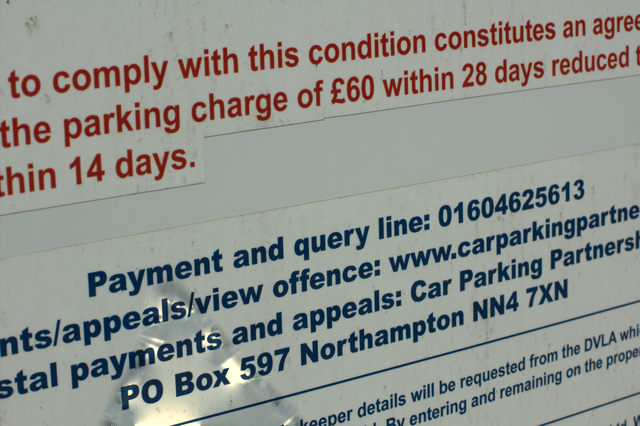 to comply with this condition constitutes an agree
the parking charge of £60 within 28 days reduced t
thin 14 days.
Payment and query line: 01604625613
nts/appeals/view offence: www.carparkingpartne
stal payments and appeals: Car Parking Partnersh
PO Box 597 Northampton NN4 7XN
keeper details will be requested from the DVLA whi
By entering and remaining on the prope